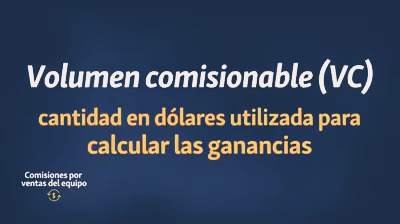 Volumen comisionable (VC)
cantidad en dólares utilizada para
calcular las ganancias
Comisiones por
ventas del equipo
$